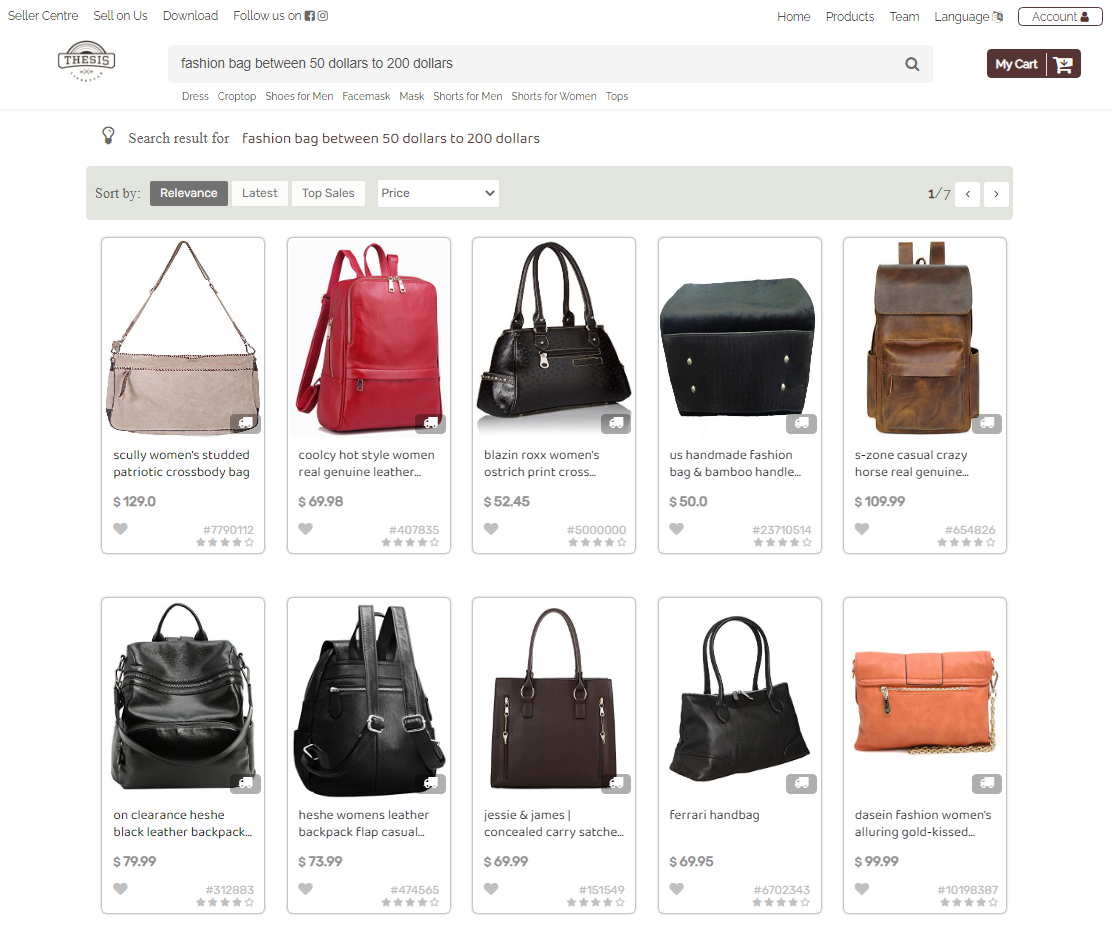 Seller Centre Sell on Us Download Follow us on
Home Products Team Language Account
THESIS
fashion bag between 50 dollars to 200 dollars
My Cart
Dress Croptop Shoes for Men Facemask Mask Shorts for Men Shorts for Women Tops
Search result for fashion bag between 50 dollars to 200 dollars
Sort by: Relevance Latest Top Sales Price 1/7 < >
scully women's studded
patriotic crossbody bag
$ 129.0
#7790112
coolcy hot style women
real genuine leather...
$ 69.98
#407835
blazin roxx women's
ostrich print cross...
$ 52.45
#5000000
us handmade fashion
bag & bamboo handle...
$ 50.0
#23710514
s-zone casual crazy
horse real genuine...
$ 109.99
#654826
on clearance heshe
black leather backpack...
$ 79.99
#312883
heshe womens leather
backpack flap casual...
$ 73.99
#474565
jessie & james |
concealed carry satche...
$ 69.99
#151549
ferrari handbag
$ 69.95
#6702343
dasein fashion women's
alluring gold-kissed...
$ 99.99
#10198387